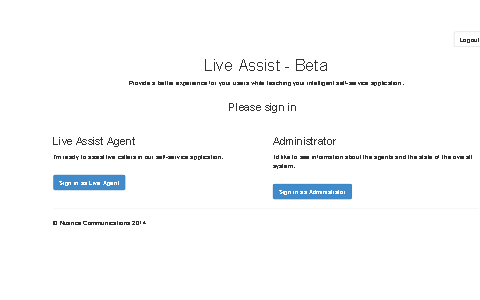 Logout
Live Assist - Beta
Provide a better experience for your users while teaching your intelligent self-service application.
Please sign in
Live Assist Agent
I'm ready to assist live callers in our self-service application.
Sign in as Live Agent
Administrator
I'd like to see information about the agents and the state of the overall
system.
Sign in as Administrator
© Nuance Communications 2014